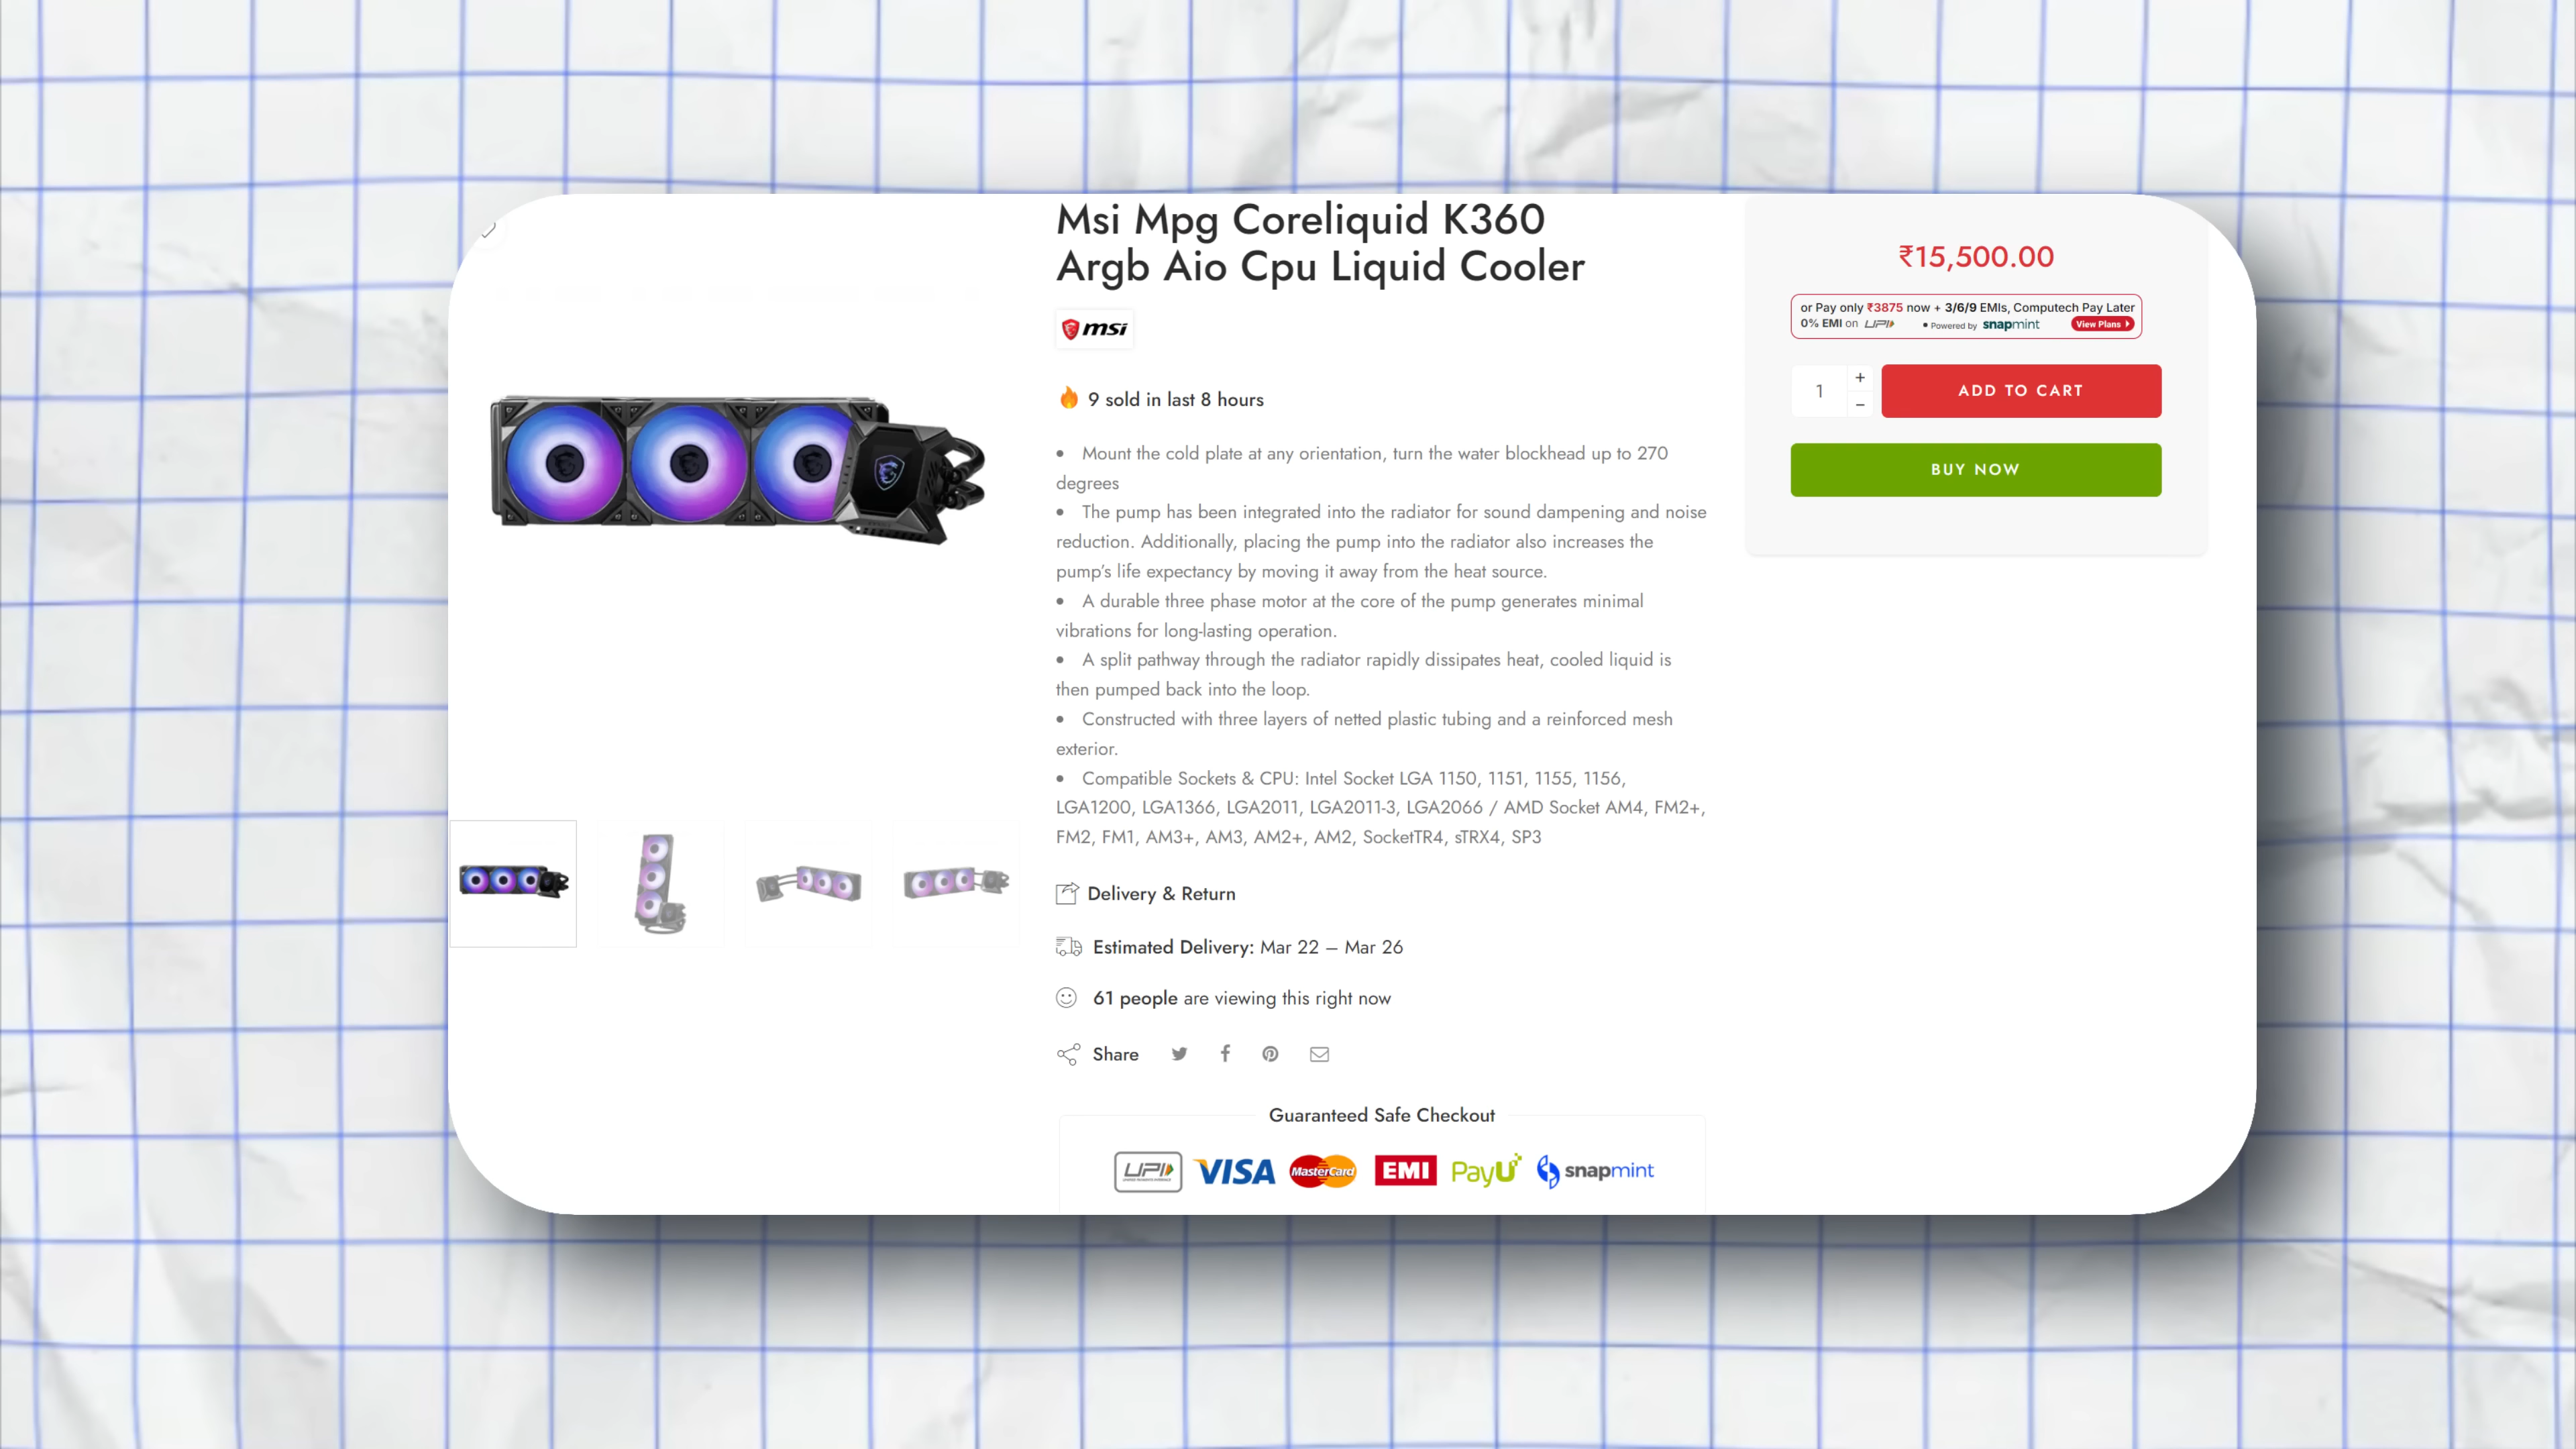 Msi Mpg Coreliquid K360
Argb Aio Cpu Liquid Cooler
msi
9 sold in last 8 hours
• Mount the cold plate at any orientation, turn the water blockhead up to 270
degrees
• The pump has been integrated into the radiator for sound dampening and noise
reduction. Additionally, placing the pump into the radiator also increases the
pump's life expectancy by moving it away from the heat source.
• A durable three phase motor at the core of the pump generates minimal
vibrations for long-lasting operation.
• A split pathway through the radiator rapidly dissipates heat, cooled liquid is
then pumped back into the loop.
• Constructed with three layers of netted plastic tubing and a reinforced mesh
exterior.
• Compatible Sockets & CPU: Intel Socket LGA 1150, 1151, 1155, 1156,
LGA1200, LGA1366, LGA2011, LGA2011-3, LGA2066 / AMD Socket AM4, FM2+,
FM2, FM1, AM3+, AM3, AM2+, AM2, SocketTR4, sTRX4, SP3
Delivery & Return
Estimated Delivery: Mar 22 – Mar 26
61 people are viewing this right now
Share
Guaranteed Safe Checkout
UPI VISA MasterCard EMI PayU snapmint
₹15,500.00
or Pay only ₹3875 now + 3/6/9 EMIs, Computech Pay Later
0% EMI on UPI • Powered by snapmint View Plans
1 + −
ADD TO CART
BUY NOW